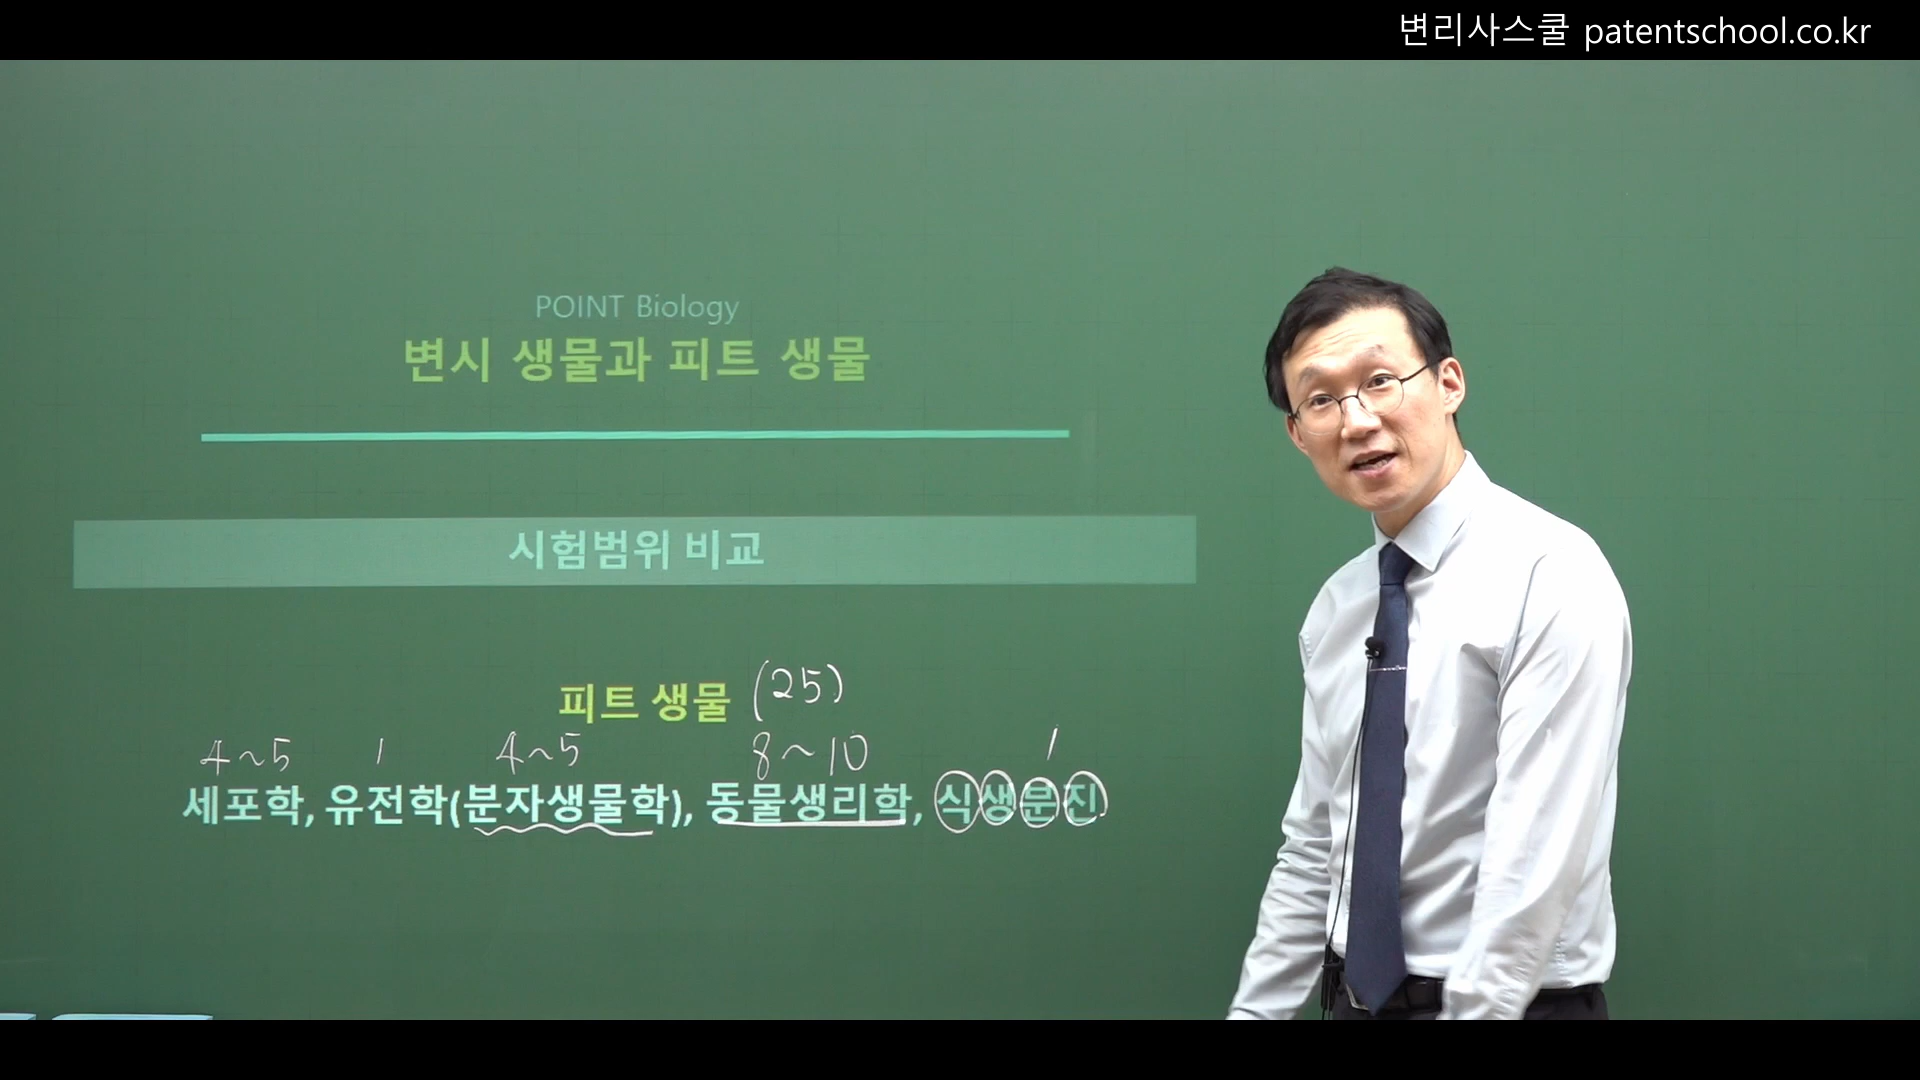 변리사스쿨 patentschool.co.kr
POINT Biology
변시 생물과 피트 생물
시험범위 비교
피트 생물 (25)
4~5 1 4~5 8~10 1
세포학, 유전학(분자생물학), 동물생리학, 식생분진